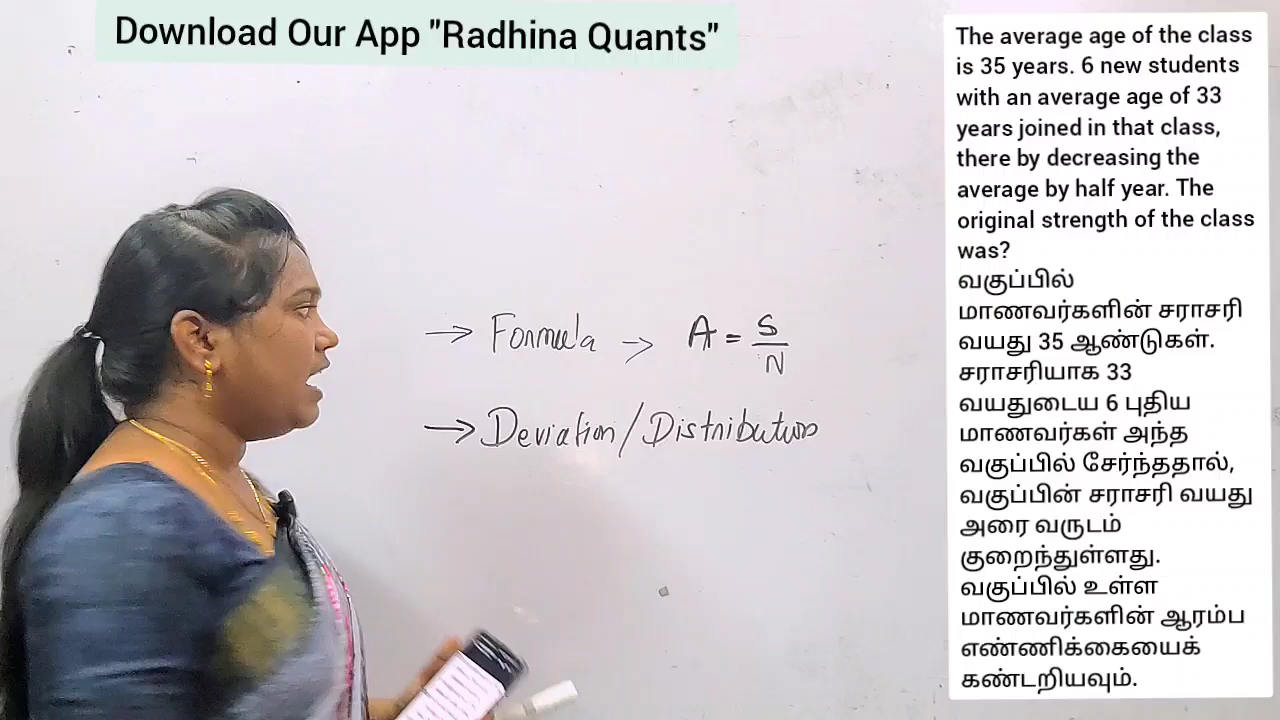 Download Our App "Radhina Quants"
The average age of the class
is 35 years. 6 new students
with an average age of 33
years joined in that class,
there by decreasing the
average by half year. The
original strength of the class
was?
வகுப்பில்
மாணவர்களின் சராசரி
வயது 35 ஆண்டுகள்.
சராசரியாக 33
வயதுடைய 6 புதிய
மாணவர்கள் அந்த
வகுப்பில் சேர்ந்ததால்,
வகுப்பின் சராசரி வயது
அரை வருடம்
குறைந்துள்ளது.
வகுப்பில் உள்ள
மாணவர்களின் ஆரம்ப
எண்ணிக்கையைக்
கண்டறியவும்.
→ Formula → A = S/N
→ Deviation/Distribution